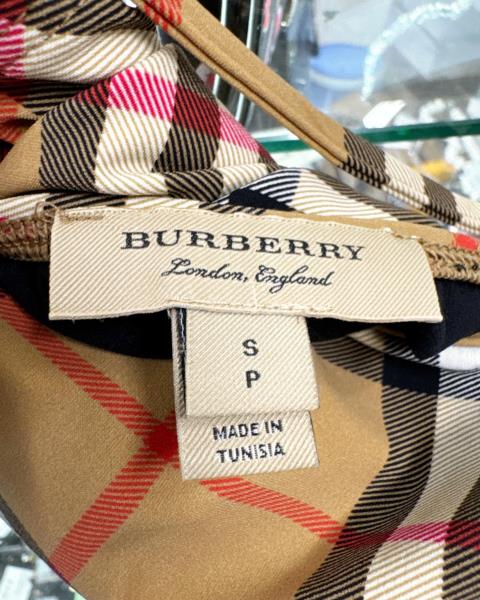 BURBERRY
London, England
S
P
MADE IN
TUNISIA